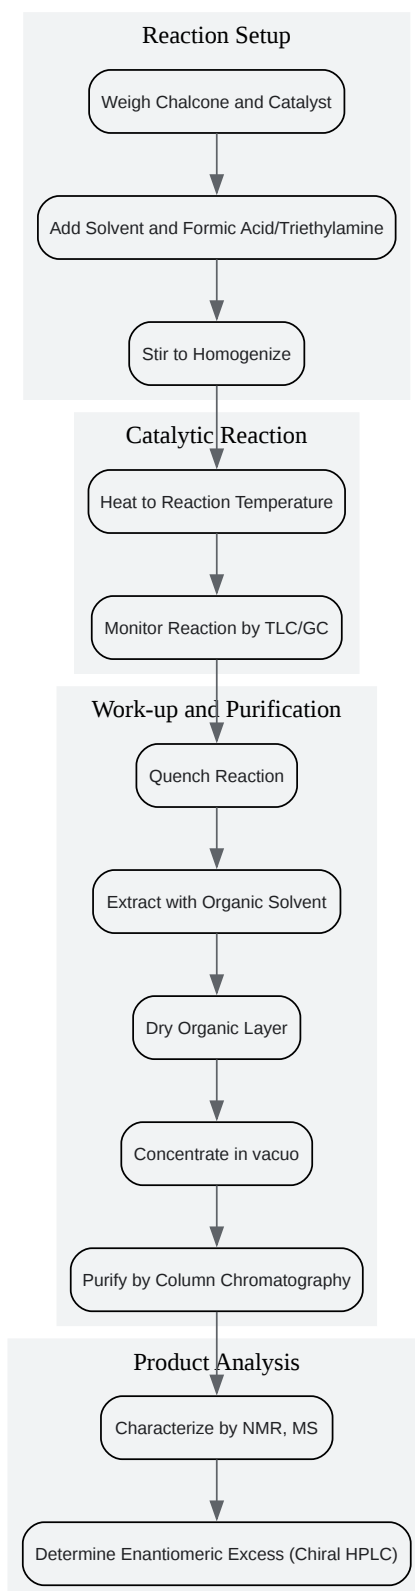 Reaction Setup
Weigh Chalcone and Catalyst
Add Solvent and Formic Acid/Triethylamine
Stir to Homogenize
Catalytic Reaction
Heat to Reaction Temperature
Monitor Reaction by TLC/GC
Work-up and Purification
Quench Reaction
Extract with Organic Solvent
Dry Organic Layer
Concentrate in vacuo
Purify by Column Chromatography
Product Analysis
Characterize by NMR, MS
Determine Enantiomeric Excess (Chiral HPLC)